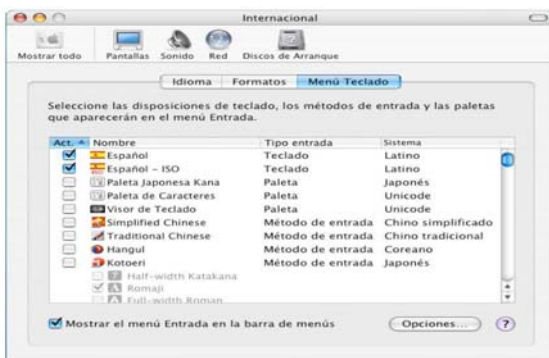 Internacional
Mostrar todo Pantallas Sonido Red Discos de Arranque
Idioma Formatos Menú Teclado
Seleccione las disposiciones de teclado, los métodos de entrada y las paletas
que aparecerán en el menú Entrada.
Act. Nombre Tipo entrada Sistema
Español Teclado Latino
Español - ISO Teclado Latino
Paleta Japonesa Kana Paleta Japonés
Paleta de Caracteres Paleta Unicode
Visor de Teclado Paleta Unicode
Simplified Chinese Método de entrada Chino simplificado
Traditional Chinese Método de entrada Chino tradicional
Hangul Método de entrada Coreano
Kotoeri Método de entrada Japonés
Half-width Katakana
Romaji
Full-width Roman
Mostrar el menú Entrada en la barra de menús Opciones... ?